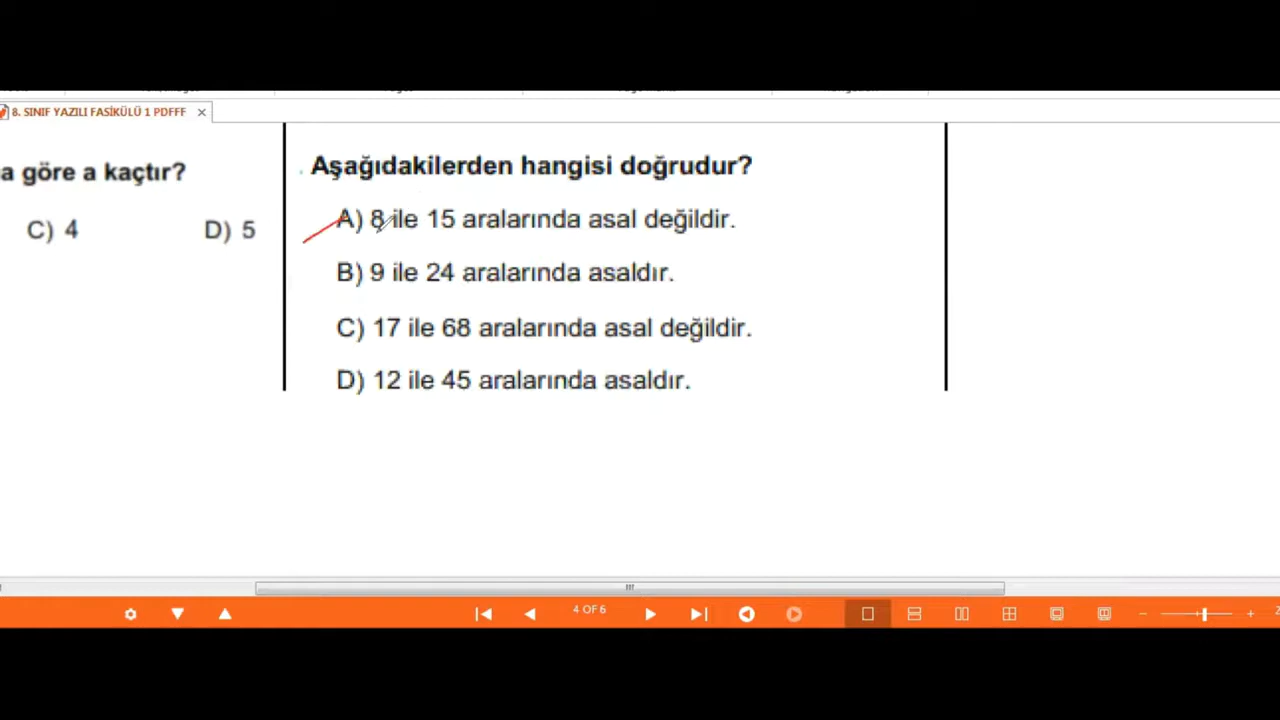 8. SINIF YAZILI FASİKÜLÜ 1 PDFFF
a göre a kaçtır?
C) 4
D) 5
Aşağıdakilerden hangisi doğrudur?
A) 8 ile 15 aralarında asal değildir.
B) 9 ile 24 aralarında asaldır.
C) 17 ile 68 aralarında asal değildir.
D) 12 ile 45 aralarında asaldır.
4 OF 6